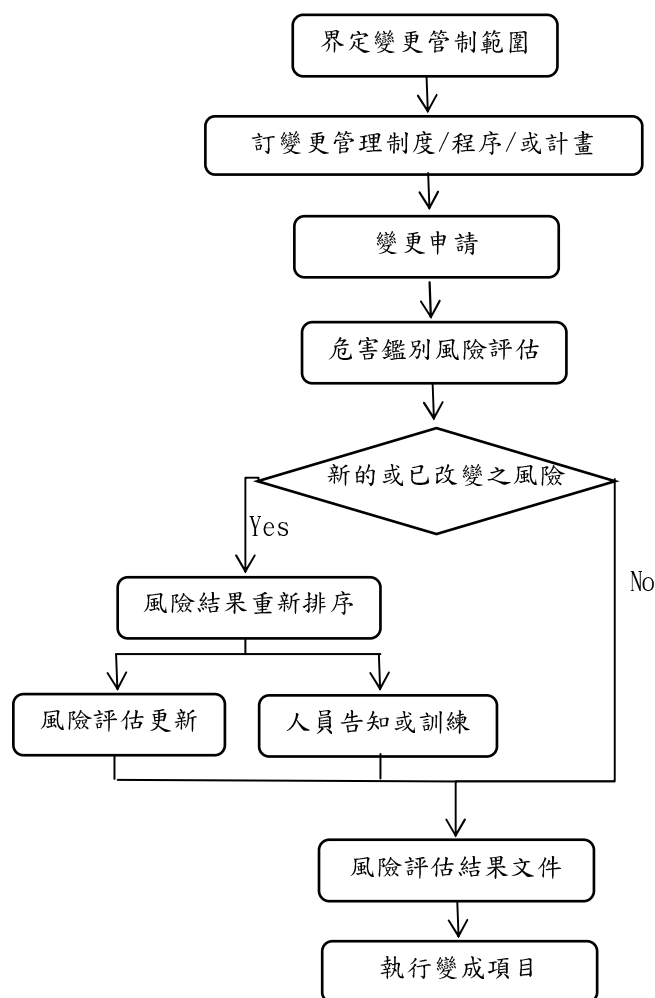 界定變更管制範圍
訂變更管理制度/程序/或計畫
變更申請
危害鑑別風險評估
新的或已改變之風險
Yes
No
風險結果重新排序
風險評估更新
人員告知或訓練
風險評估結果文件
執行變成項目